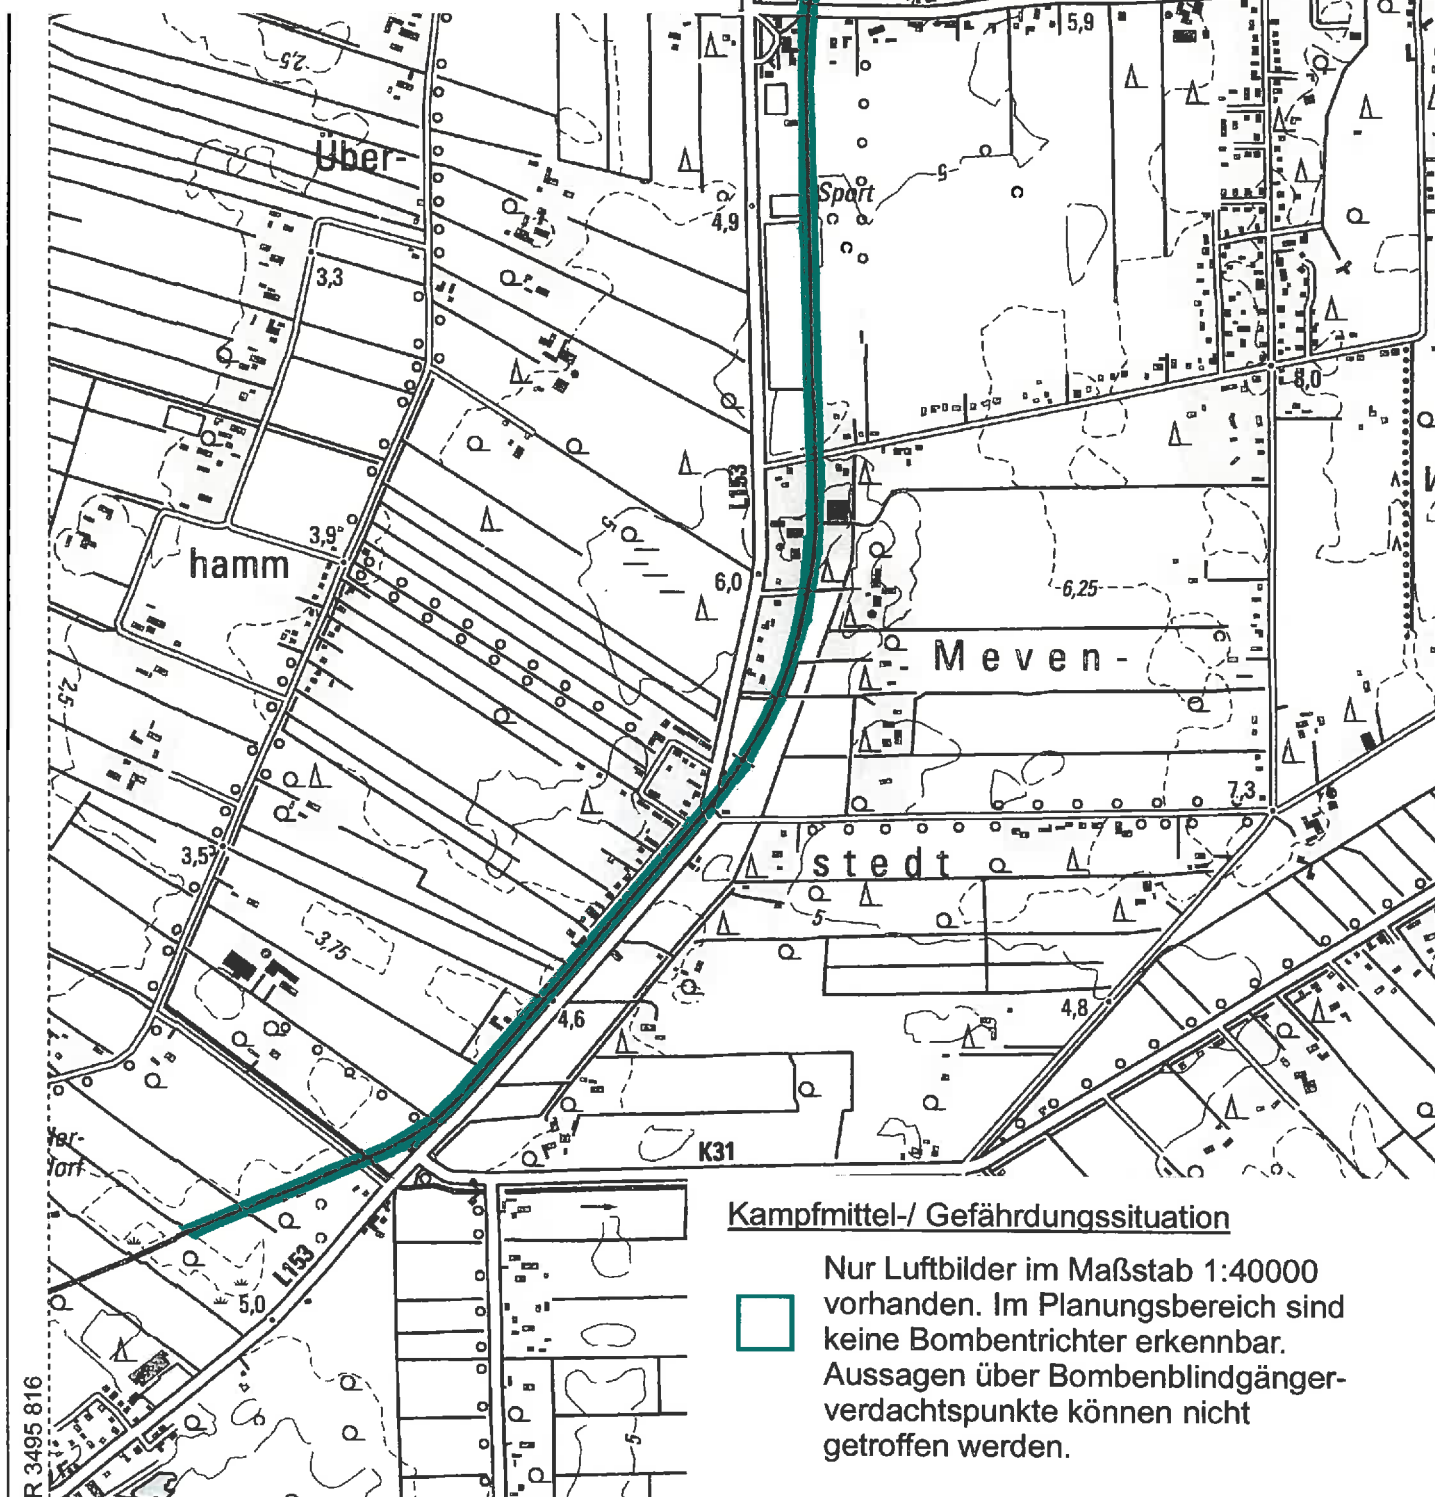 5,9
2,5
Über-
Sport
5
4,9
3,3
8,0
L153
3,9
5
hamm
6,0
6,25
Meven-
2,5
7,3
3,5
stedt
5
3,75
4,6
4,8
K31
L153
5,0
5
R 3495 816
Kampfmittel-/ Gefährdungssituation
Nur Luftbilder im Maßstab 1:40000
vorhanden. Im Planungsbereich sind
keine Bombentrichter erkennbar.
Aussagen über Bombenblindgänger-
verdachtspunkte können nicht
getroffen werden.